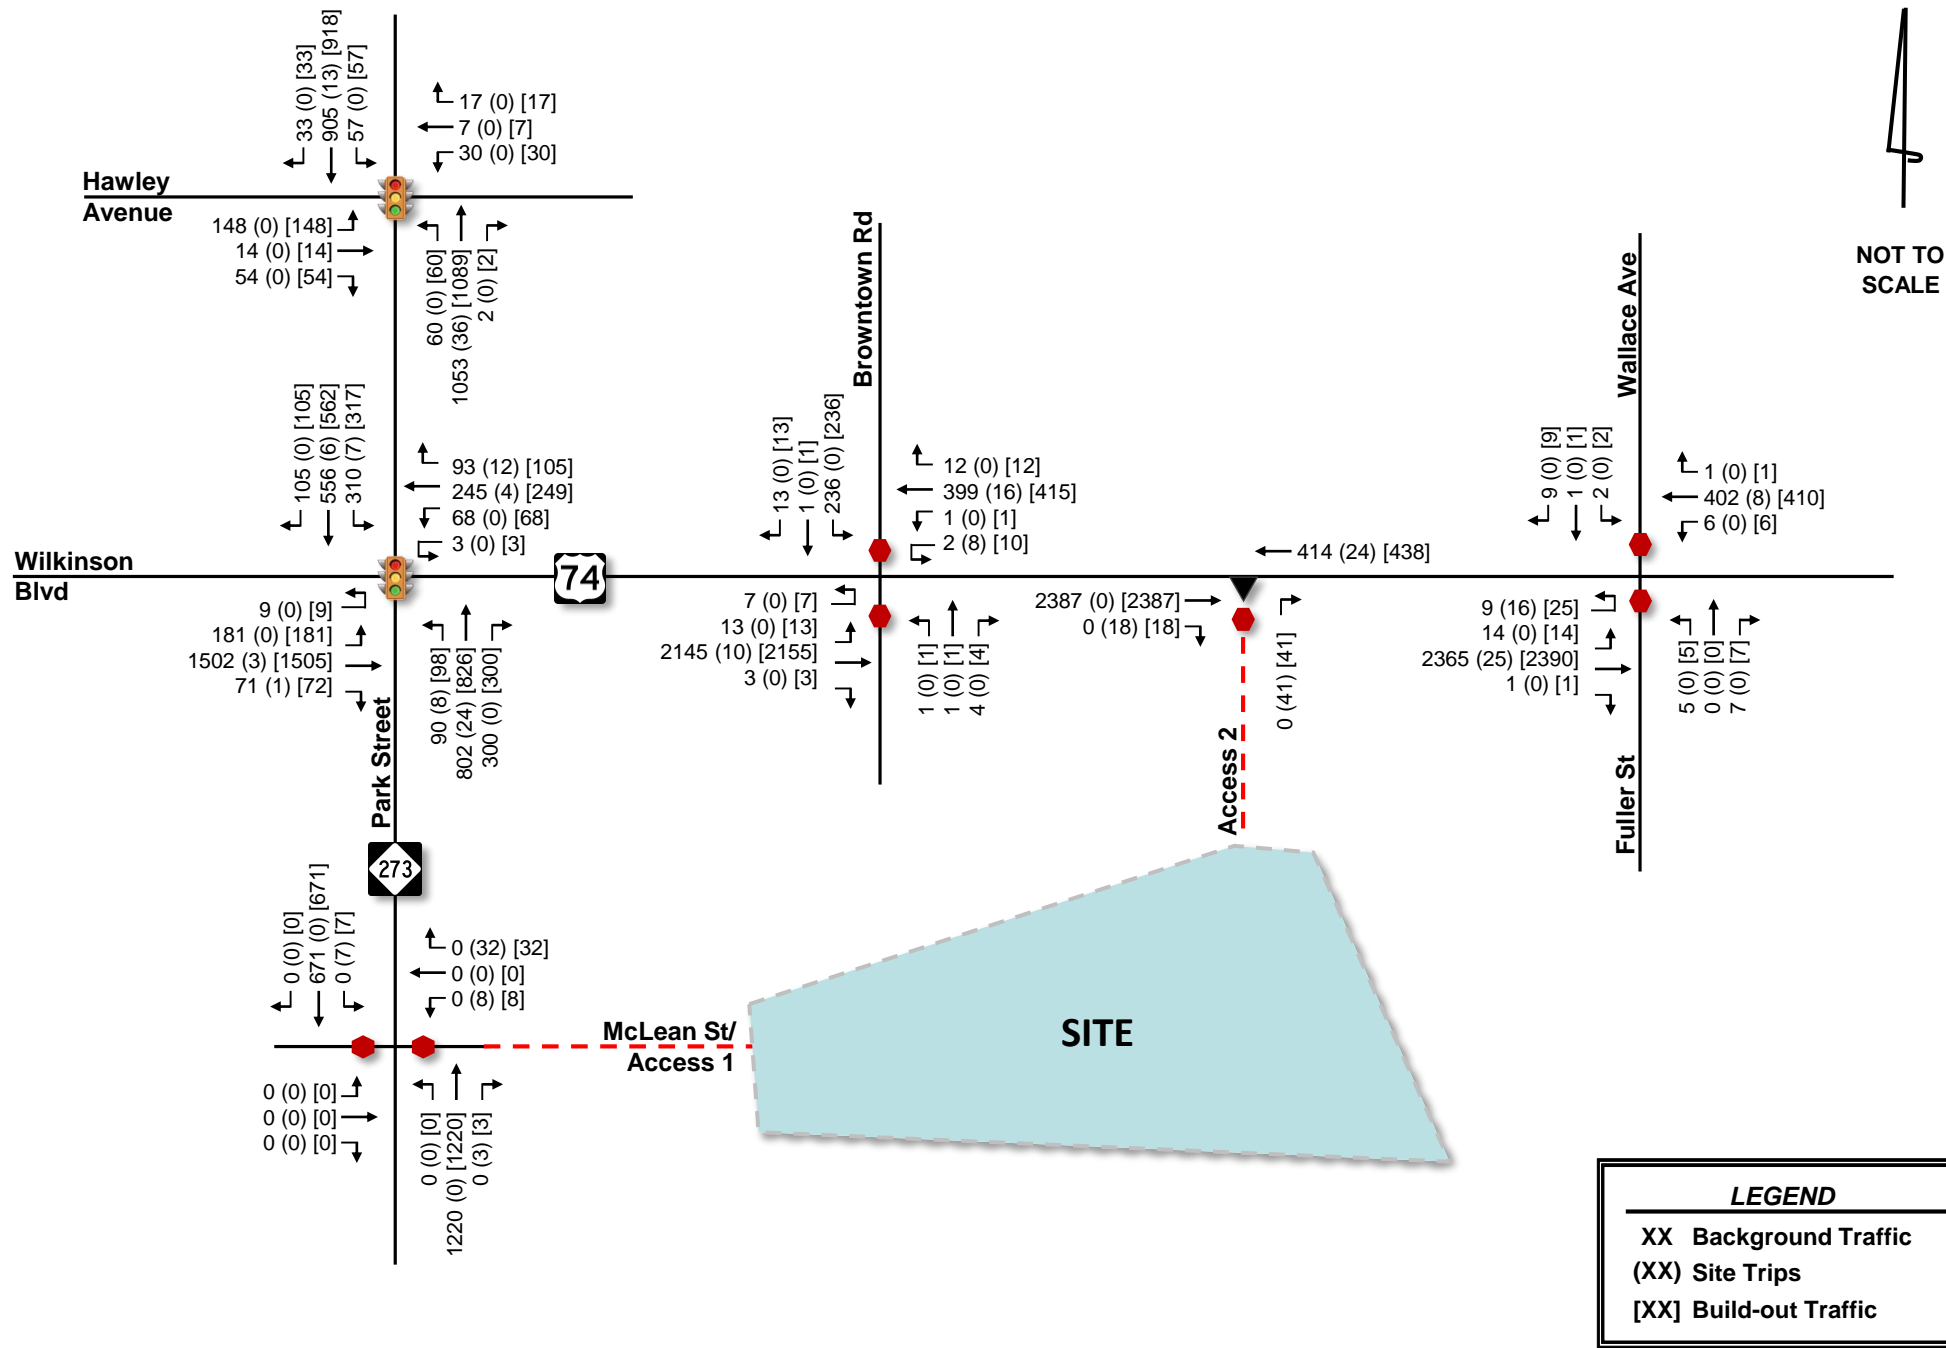 33 (0) [33]
905 (13) [918]
57 (0) [57]
17 (0) [17]
7 (0) [7]
30 (0) [30]
Hawley
Avenue
148 (0) [148]
14 (0) [14]
54 (0) [54]
60 (0) [60]
1053 (36) [1089]
2 (0) [2]
NOT TO
SCALE
Browntown Rd
Wallace Ave
105 (0) [105]
556 (6) [562]
310 (7) [317]
93 (12) [105]
245 (4) [249]
68 (0) [68]
3 (0) [3]
13 (0) [13]
1 (0) [1]
236 (0) [236]
12 (0) [12]
399 (16) [415]
1 (0) [1]
2 (8) [10]
414 (24) [438]
9 (0) [9]
1 (0) [1]
2 (0) [2]
1 (0) [1]
402 (8) [410]
6 (0) [6]
Wilkinson
Blvd
74
9 (0) [9]
181 (0) [181]
1502 (3) [1505]
71 (1) [72]
90 (8) [98]
802 (24) [826]
300 (0) [300]
7 (0) [7]
13 (0) [13]
2145 (10) [2155]
3 (0) [3]
1 (0) [1]
1 (0) [1]
4 (0) [4]
2387 (0) [2387]
0 (18) [18]
0 (41) [41]
9 (16) [25]
14 (0) [14]
2365 (25) [2390]
1 (0) [1]
5 (0) [5]
0 (0) [0]
7 (0) [7]
Park Street
Access 2
Fuller St
273
0 (0) [0]
671 (0) [671]
0 (7) [7]
0 (32) [32]
0 (0) [0]
0 (8) [8]
McLean St/
Access 1
SITE
0 (0) [0]
0 (0) [0]
0 (0) [0]
0 (0) [0]
1220 (0) [1220]
0 (3) [3]
LEGEND
XX Background Traffic
(XX) Site Trips
[XX] Build-out Traffic